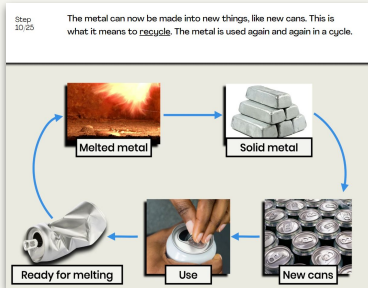 Step
10/25
The metal can now be made into new things, like new cans. This is
what it means to recycle. The metal is used again and again in a cycle.
Melted metal
Solid metal
Ready for melting
Use
New cans